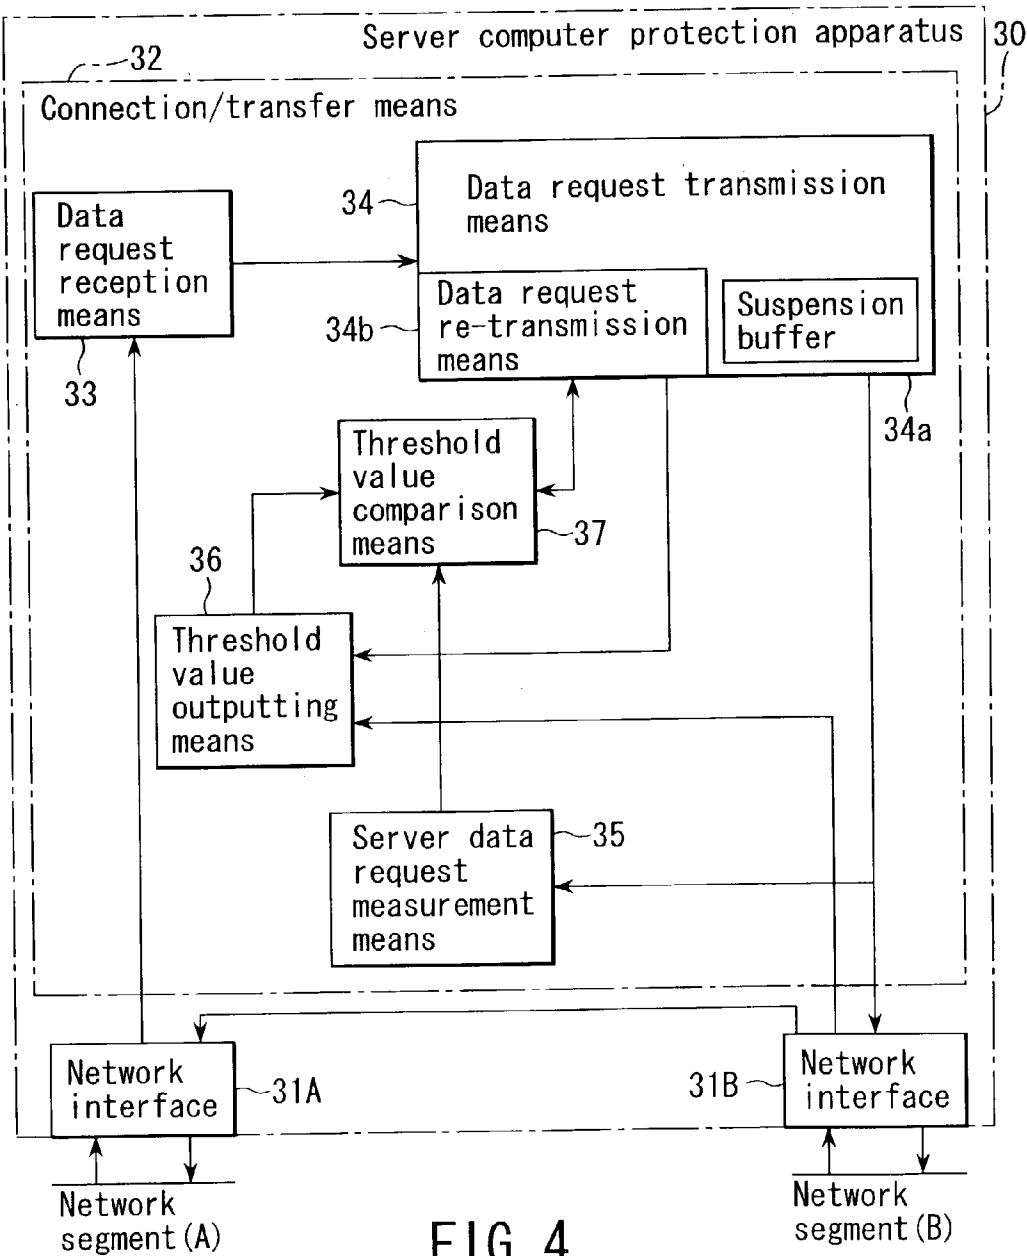 Server computer protection apparatus
30
32
Connection/transfer means
Data
request
reception
means
33
34
Data request transmission
means
34b
Data request
re-transmission
means
Suspension
buffer
34a
Threshold
value
comparison
means
37
36
Threshold
value
outputting
means
Server data
request
measurement
means
35
Network
interface
31A
31B
Network
interface
Network
segment(A)
Network
segment(B)
FIG. 4